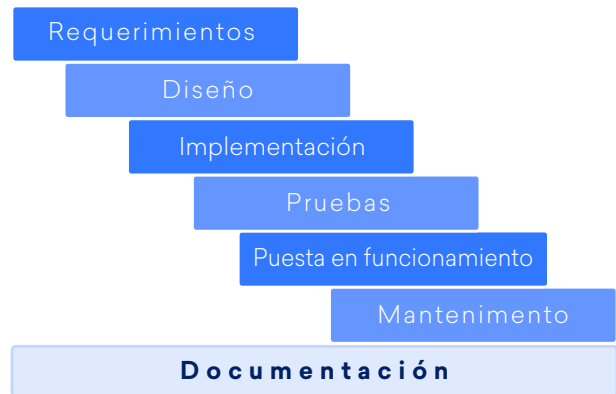 Requerimientos
Diseño
Implementación
Pruebas
Puesta en funcionamiento
Mantenimento
Documentación